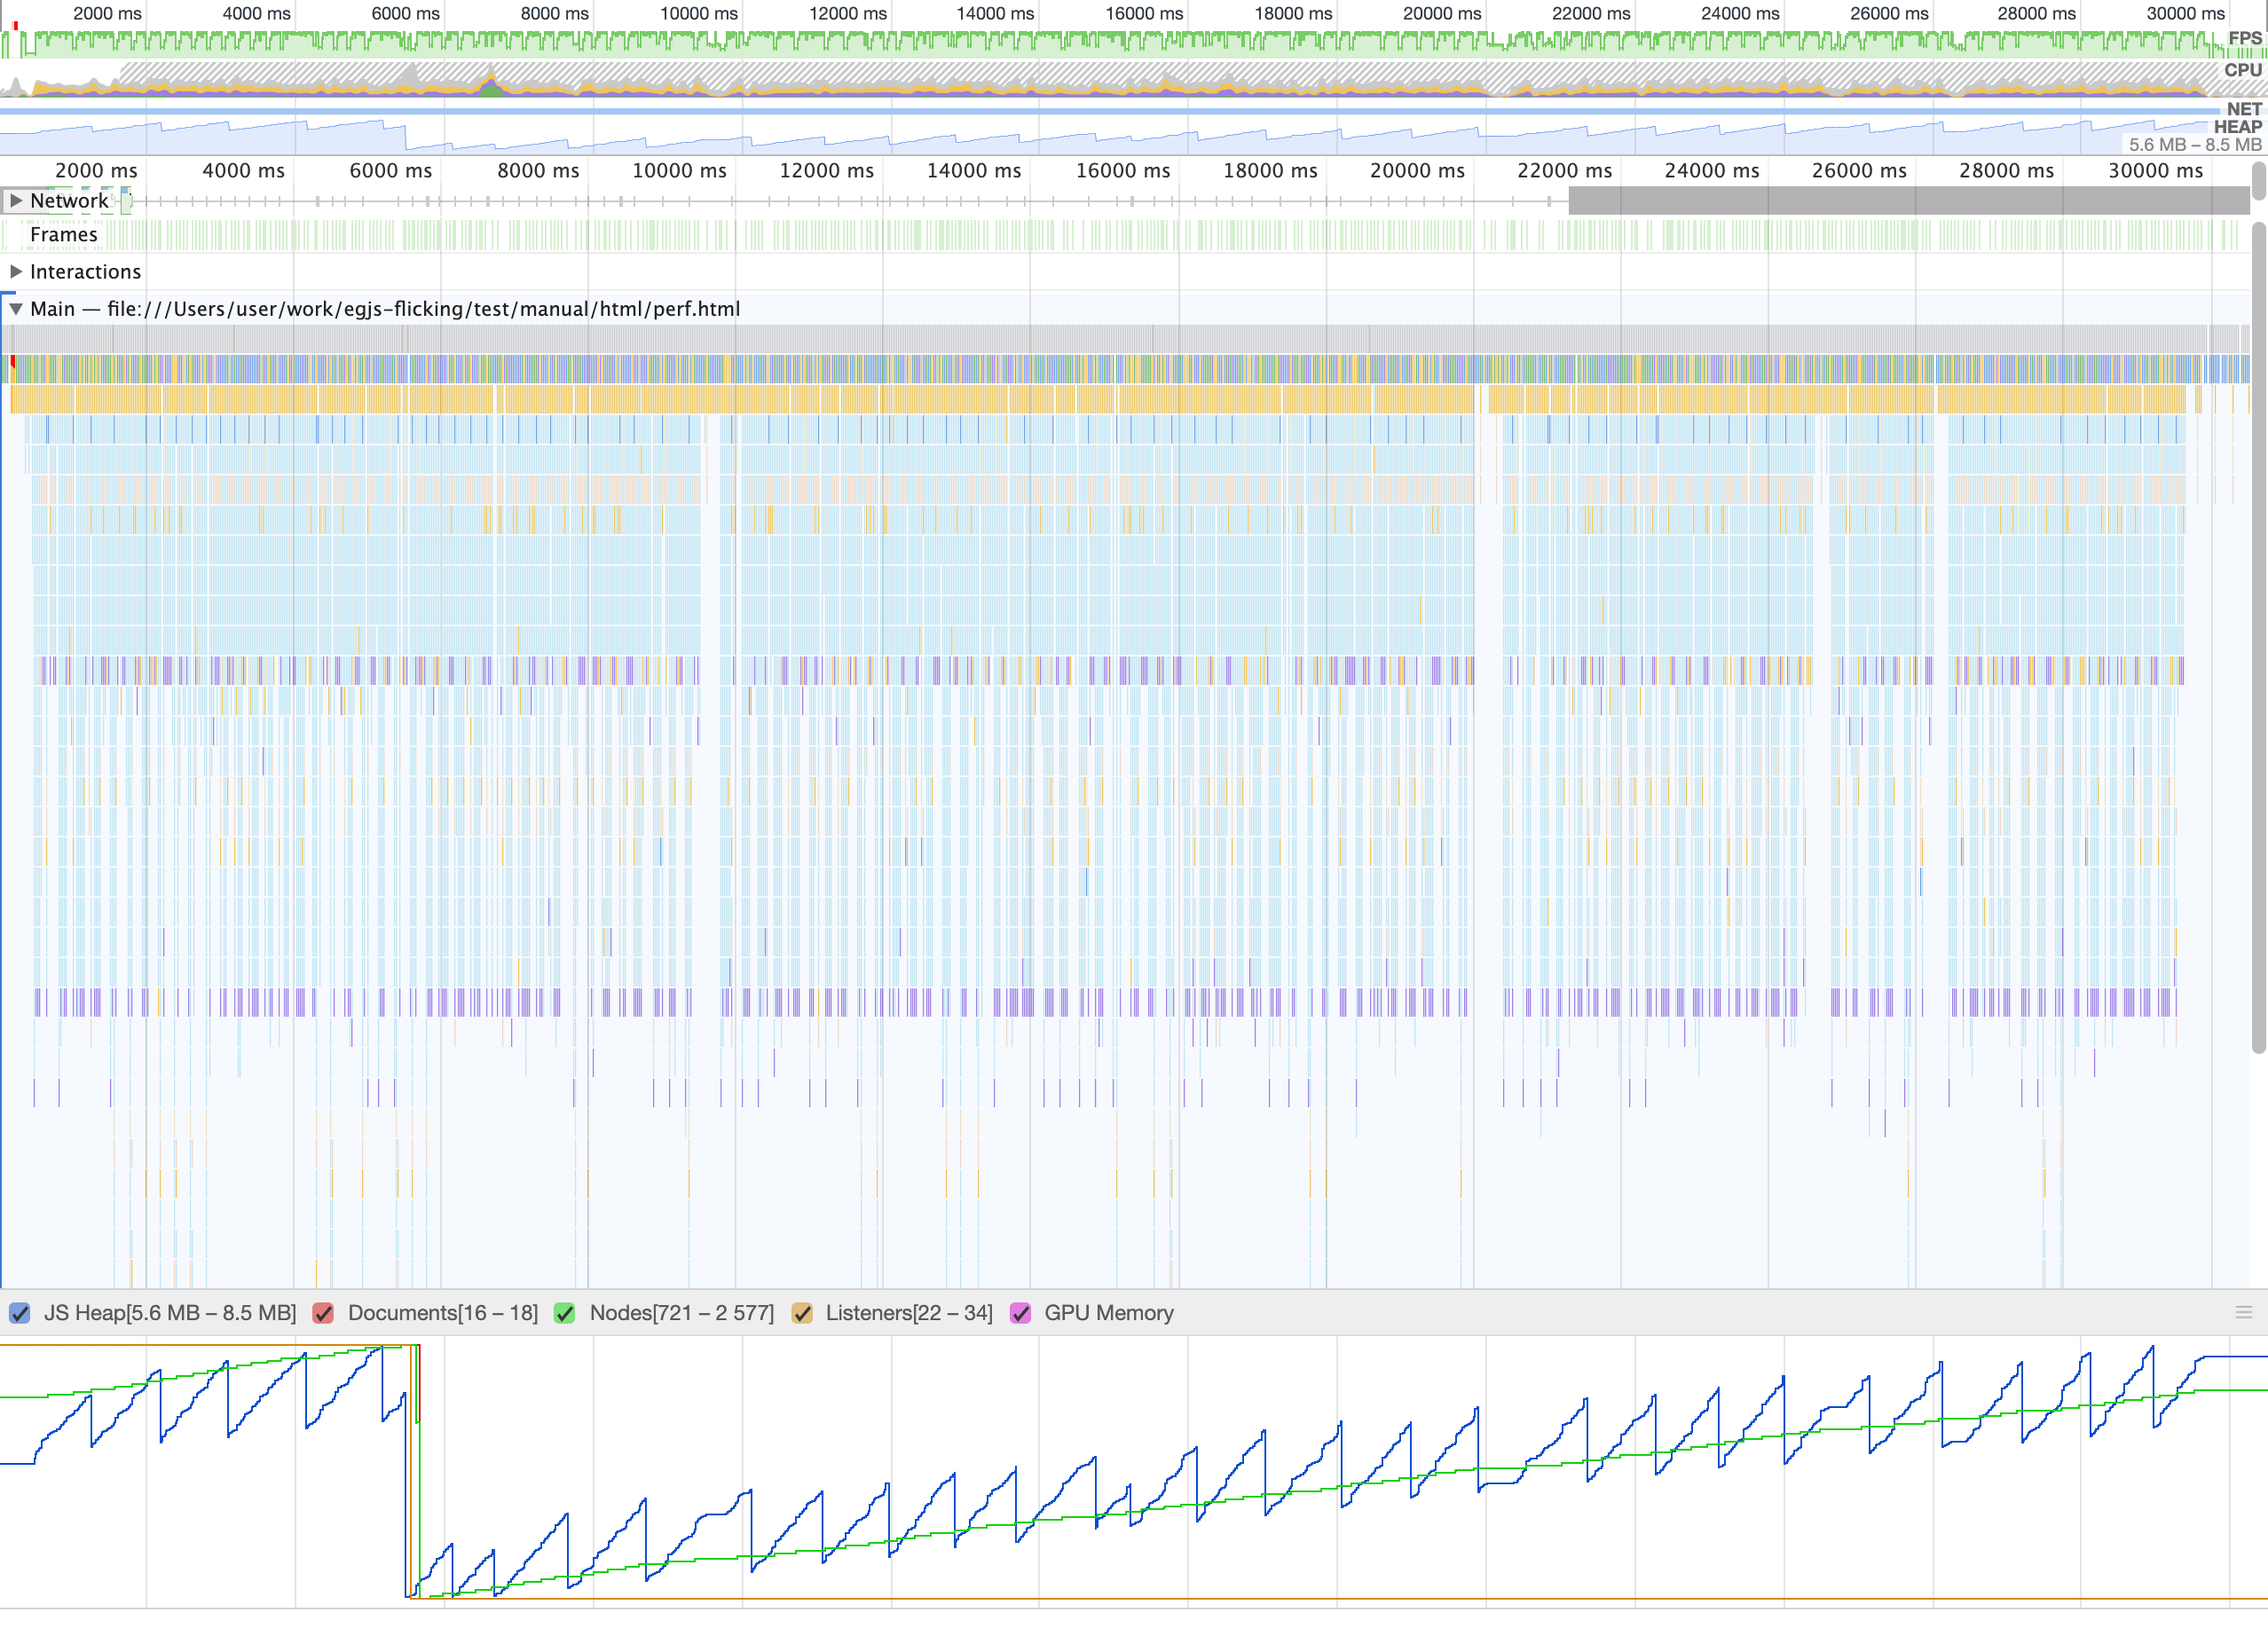 2000 ms 4000 ms 6000 ms 8000 ms 10000 ms 12000 ms 14000 ms 16000 ms 18000 ms 20000 ms 22000 ms 24000 ms 26000 ms 28000 ms 30000 ms
FPS
CPU
NET
HEAP
5.6 MB – 8.5 MB
2000 ms 4000 ms 6000 ms 8000 ms 10000 ms 12000 ms 14000 ms 16000 ms 18000 ms 20000 ms 22000 ms 24000 ms 26000 ms 28000 ms 30000 ms
Network
Frames
Interactions
Main — file:///Users/user/work/egjs-flicking/test/manual/html/perf.html
JS Heap[5.6 MB – 8.5 MB] Documents[16 – 18] Nodes[721 – 2 577] Listeners[22 – 34] GPU Memory